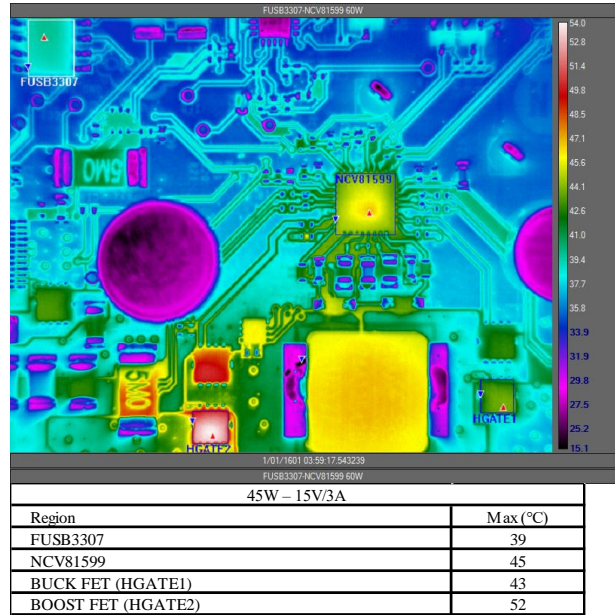 FUSB3307-NCV81599 60W
54.0
52.8
51.4
49.8
48.5
47.1
45.6
44.1
42.6
41.0
39.4
37.7
35.8
33.9
31.9
29.8
27.5
25.2
15.1
FUSB3307
5M0
NCV81599
5M0
HGATE1
HGATE2
1/01/1601 03:59:17.543239
FUSB3307-NCV81599 60W
45W – 15V/3A
Region Max (°C)
FUSB3307 39
NCV81599 45
BUCK FET (HGATE1) 43
BOOST FET (HGATE2) 52